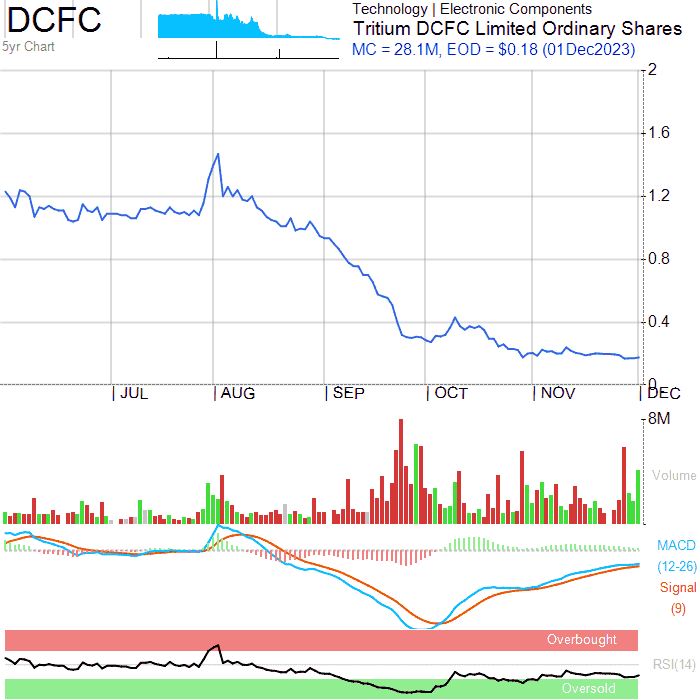 DCFC
5yr Chart
Technology | Electronic Components
Tritium DCFC Limited Ordinary Shares
MC = 28.1M, EOD = $0.18 (01Dec2023)
2
1.6
1.2
0.8
0.4
0
JUL AUG SEP OCT NOV DEC
8M
Volume
MACD
(12-26)
Signal
(9)
Overbought
RSI(14)
Oversold